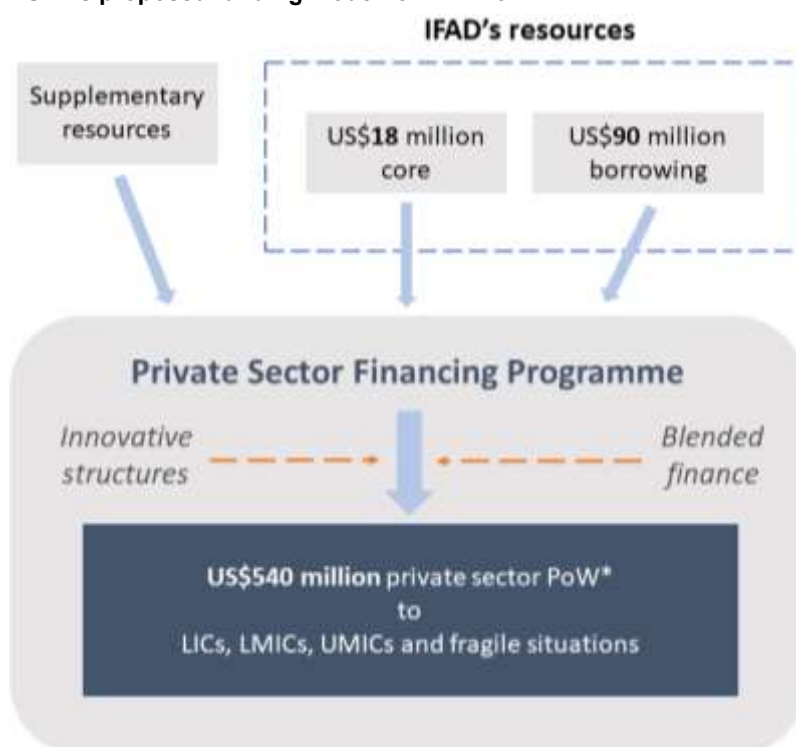 IFAD's resources
Supplementary
resources
US$18 million
core
US$90 million
borrowing
Private Sector Financing Programme
Innovative
structures
Blended
finance
US$540 million private sector PoW*
to
LICs, LMICs, UMICs and fragile situations